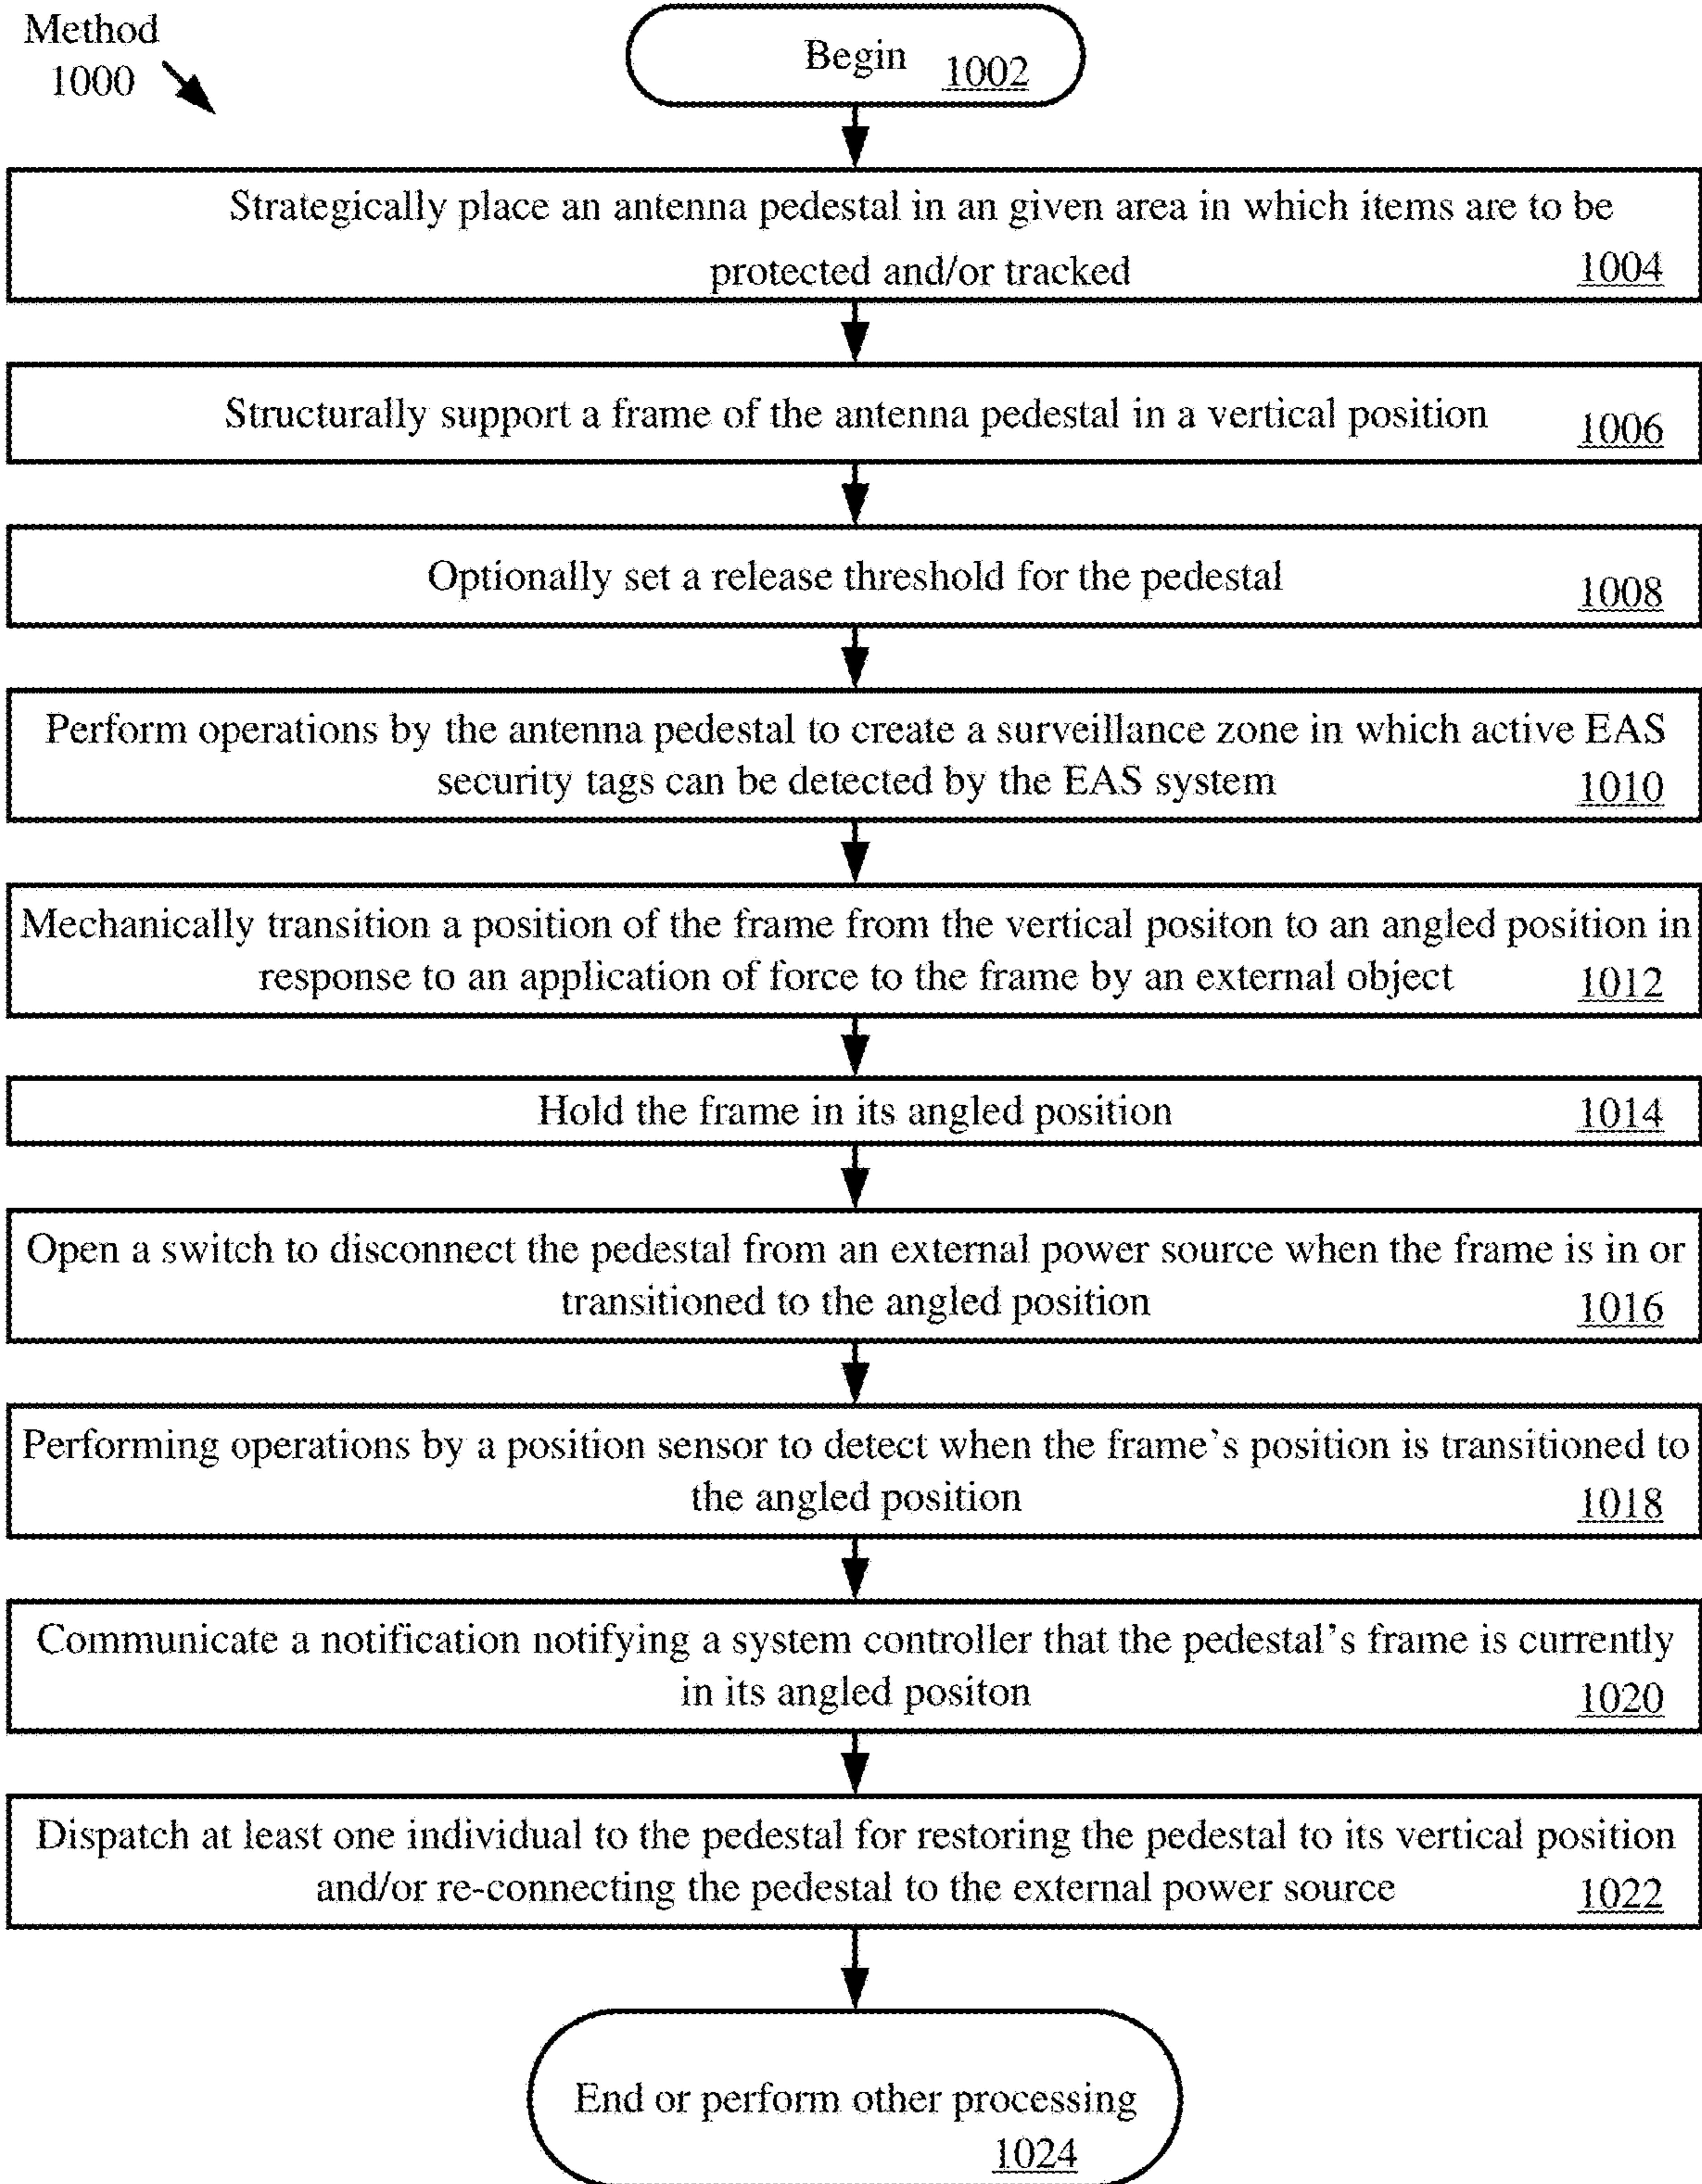 Method
1000
Begin 1002
Strategically place an antenna pedestal in an given area in which items are to be
protected and/or tracked 1004
Structurally support a frame of the antenna pedestal in a vertical position 1006
Optionally set a release threshold for the pedestal 1008
Perform operations by the antenna pedestal to create a surveillance zone in which active EAS
security tags can be detected by the EAS system 1010
Mechanically transition a position of the frame from the vertical positon to an angled position in
response to an application of force to the frame by an external object 1012
Hold the frame in its angled position 1014
Open a switch to disconnect the pedestal from an external power source when the frame is in or
transitioned to the angled position 1016
Performing operations by a position sensor to detect when the frame's position is transitioned to
the angled position 1018
Communicate a notification notifying a system controller that the pedestal's frame is currently
in its angled positon 1020
Dispatch at least one individual to the pedestal for restoring the pedestal to its vertical position
and/or re-connecting the pedestal to the external power source 1022
End or perform other processing
1024